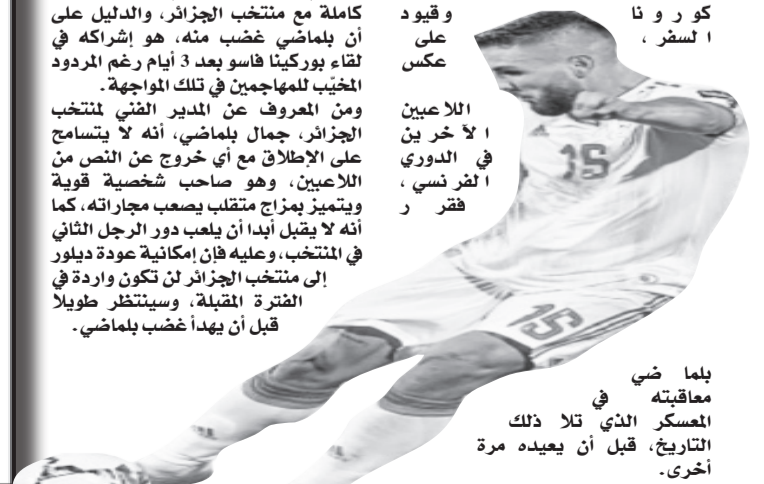 كورونا وقيود
السفر، على
عكس
اللاعبين
الآخرين
في الدوري
الفرنسي،
فقرر
بلماضي
معاقبته في
المعسكر الذي تلا ذلك
التاريخ، قبل أن يعيده مرة
أخرى.
كاملة مع منتخب الجزائر، والدليل على
أن بلماضي غضب منه، هو إشراكه في
لقاء بوركينا فاسو بعد 3 أيام رغم المردود
المخيّب للمهاجمين في تلك المواجهة.
ومن المعروف عن المدير الفني لمنتخب
الجزائر، جمال بلماضي، أنه لا يتسامح
على الإطلاق مع أي خروج عن النص من
اللاعبين، وهو صاحب شخصية قوية
ويتميز بمزاج متقلب يصعب مجاراته، كما
أنه لا يقبل أبدا أن يلعب دور الرجل الثاني
في المنتخب، وعليه فإن إمكانية عودة ديلور
إلى منتخب الجزائر لن تكون واردة في
الفترة المقبلة، وسينتظر طويلا
قبل أن يهدأ غضب بلماضي.
15
15